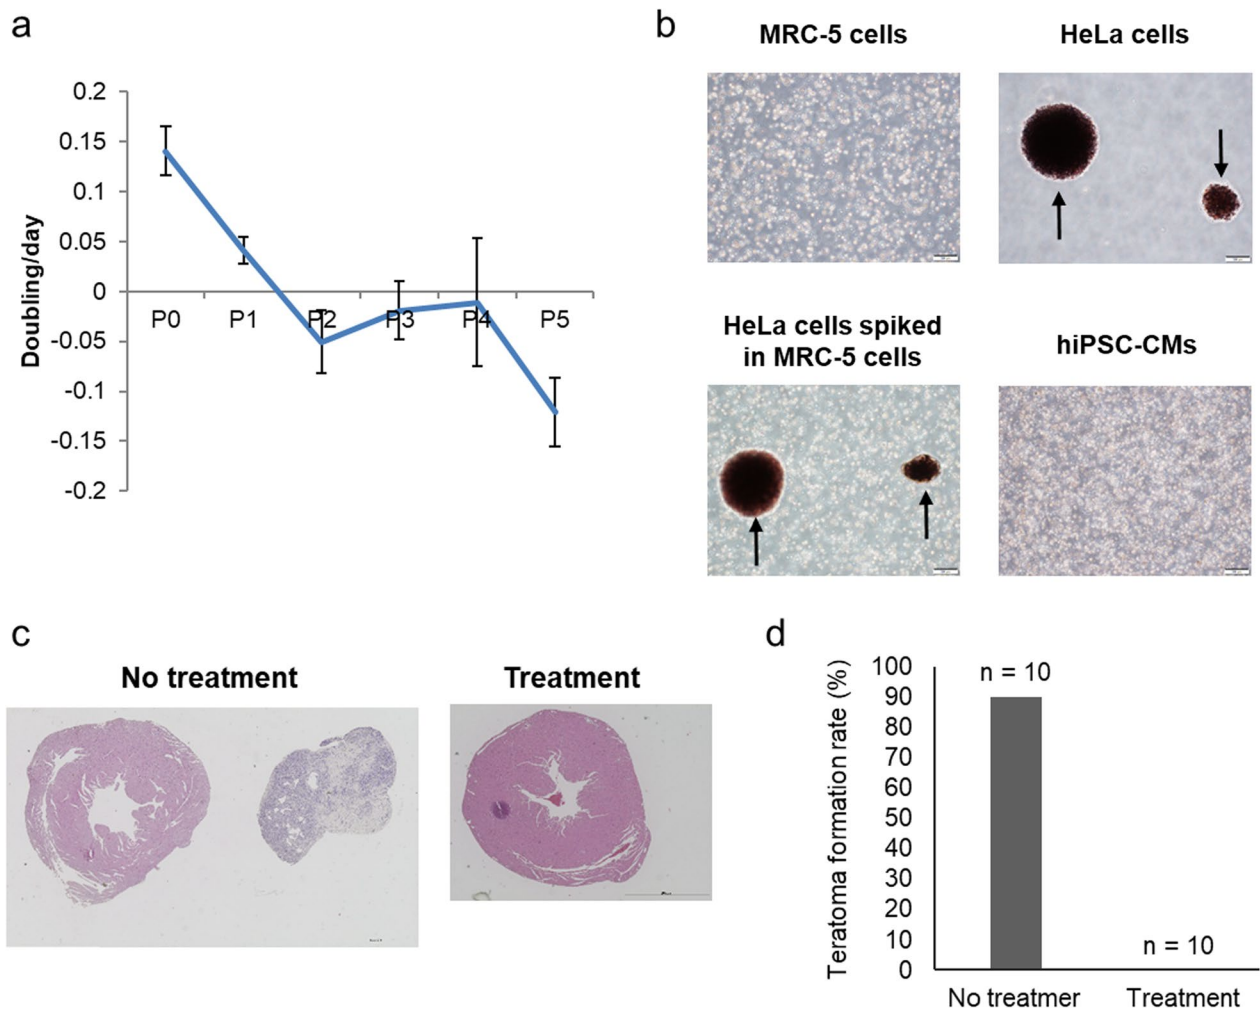 a
0.2
0.15
0.1
0.05
0
-0.05
-0.1
-0.15
-0.2
Doubling/day
P0 P1 P2 P3 P4 P5
b
MRC-5 cells
HeLa cells
HeLa cells spiked
in MRC-5 cells
hiPSC-CMs
c
No treatment
Treatment
d
Teratoma formation rate (%)
100
90
80
70
60
50
40
30
20
10
0
n = 10
n = 10
No treatmer
Treatment